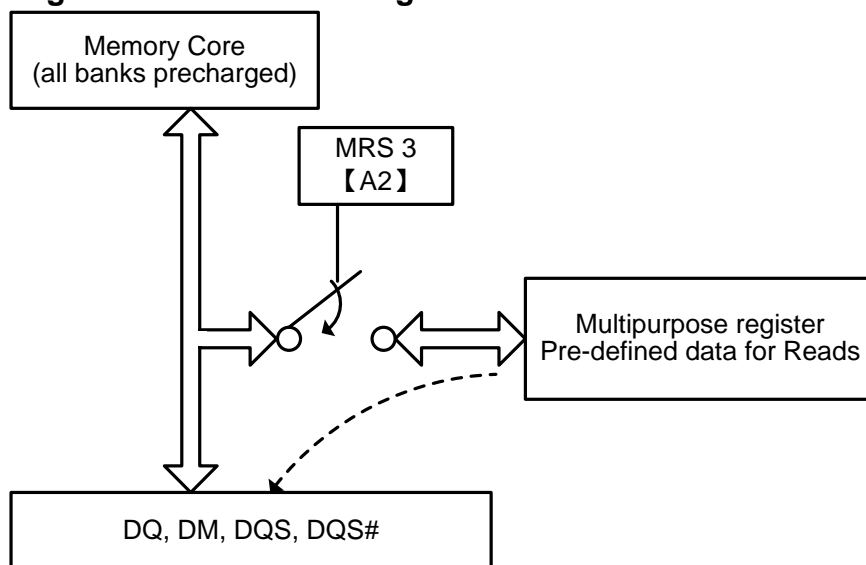 Memory Core
(all banks precharged)
MRS 3
【A2】
Multipurpose register
Pre-defined data for Reads
DQ, DM, DQS, DQS#